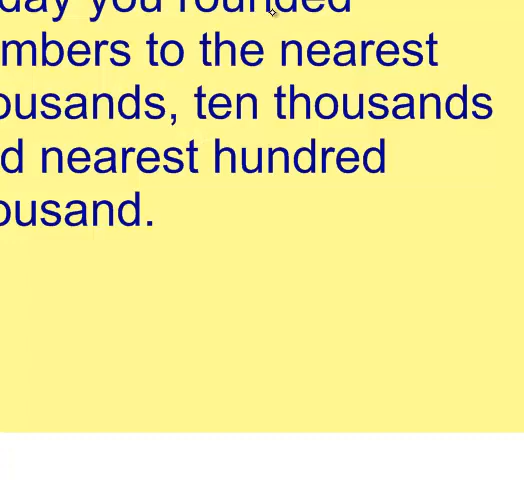 day you rounded
mbers to the nearest
ousands, ten thousands
d nearest hundred
ousand.